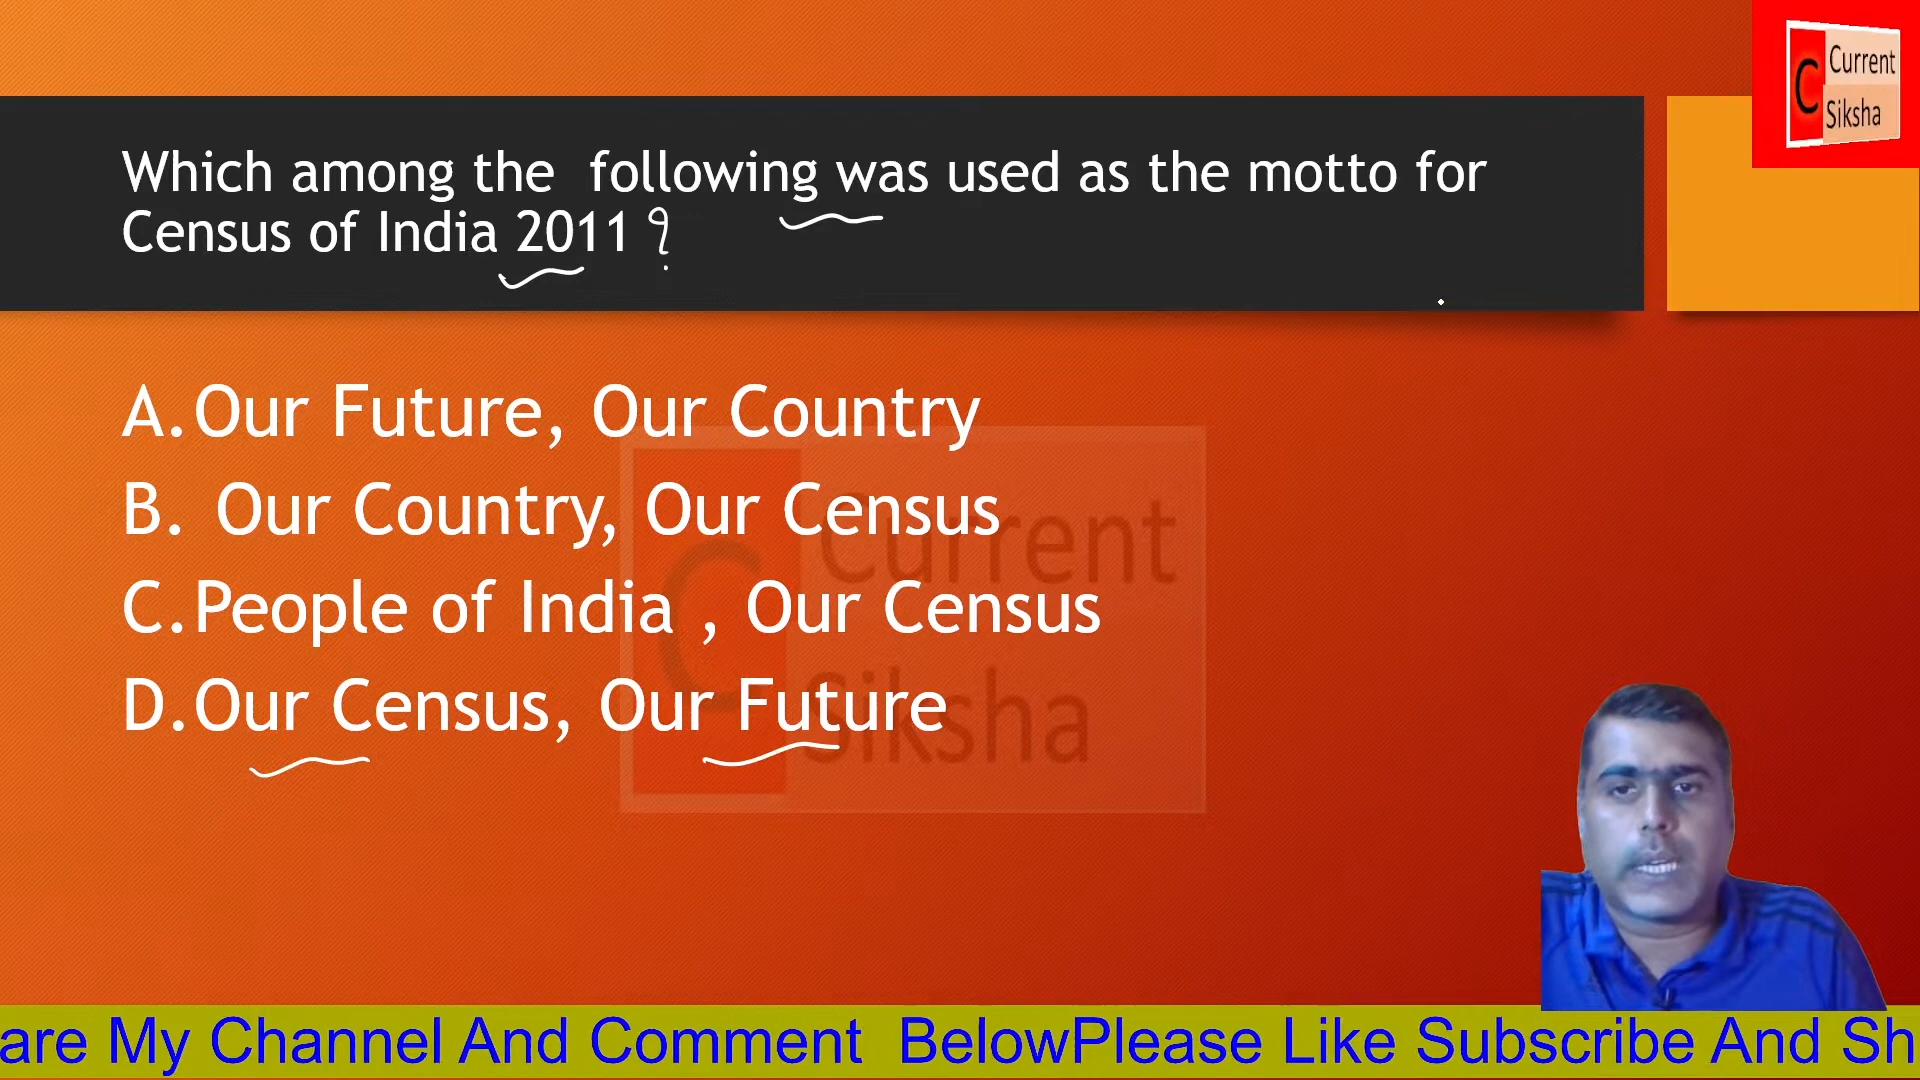 C Current
Siksha
Which among the following was used as the motto for
Census of India 2011 ?
A.Our Future, Our Country
B. Our Country, Our Census
C.People of India , Our Census
D.Our Census, Our Future
C Current
Siksha
are My Channel And Comment BelowPlease Like Subscribe And Sh